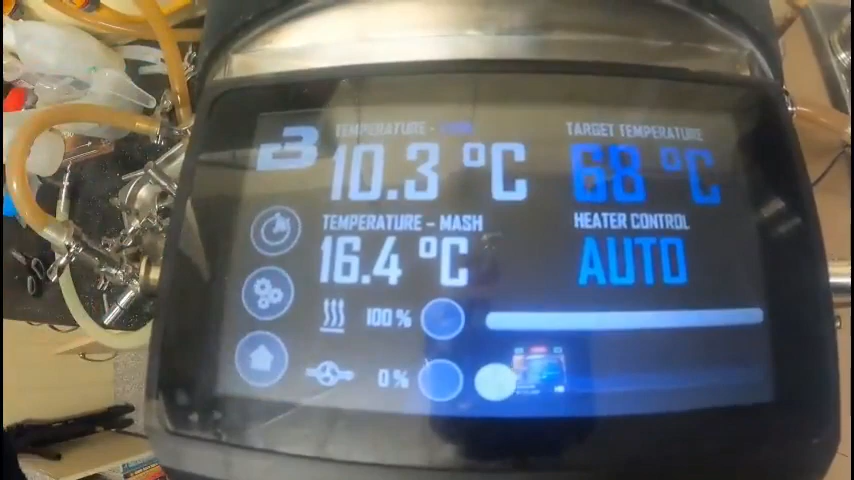 B
TEMPERATURE -
10.3 °C
TARGET TEMPERATURE
68 °C
TEMPERATURE - MASH
16.4 °C
HEATER CONTROL
AUTO
100 %
0 %